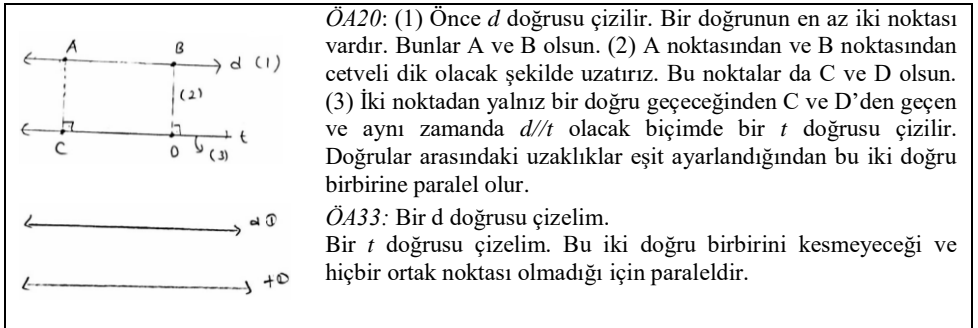 A B d (1)
(2)
C D t
(3)
d ①
t ①
ÖA20: (1) Önce d doğrusu çizilir. Bir doğrunun en az iki noktası
vardır. Bunlar A ve B olsun. (2) A noktasından ve B noktasından
cetveli dik olacak şekilde uzatırız. Bu noktalar da C ve D olsun.
(3) İki noktadan yalnız bir doğru geçeceğinden C ve D’den geçen
ve aynı zamanda d//t olacak biçimde bir t doğrusu çizilir.
Doğrular arasındaki uzaklıklar eşit ayarlandığından bu iki doğru
birbirine paralel olur.
ÖA33: Bir d doğrusu çizelim.
Bir t doğrusu çizelim. Bu iki doğru birbirini kesmeyeceği ve
hiçbir ortak noktası olmadığı için paraleldir.